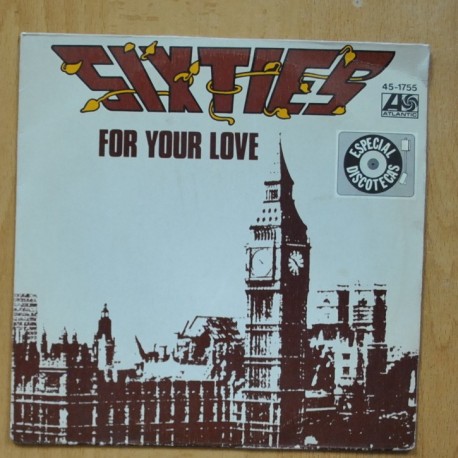 SIXTIES
45-1755
ATLANTIC
FOR YOUR LOVE
ESPECIAL
DISCOTECAS